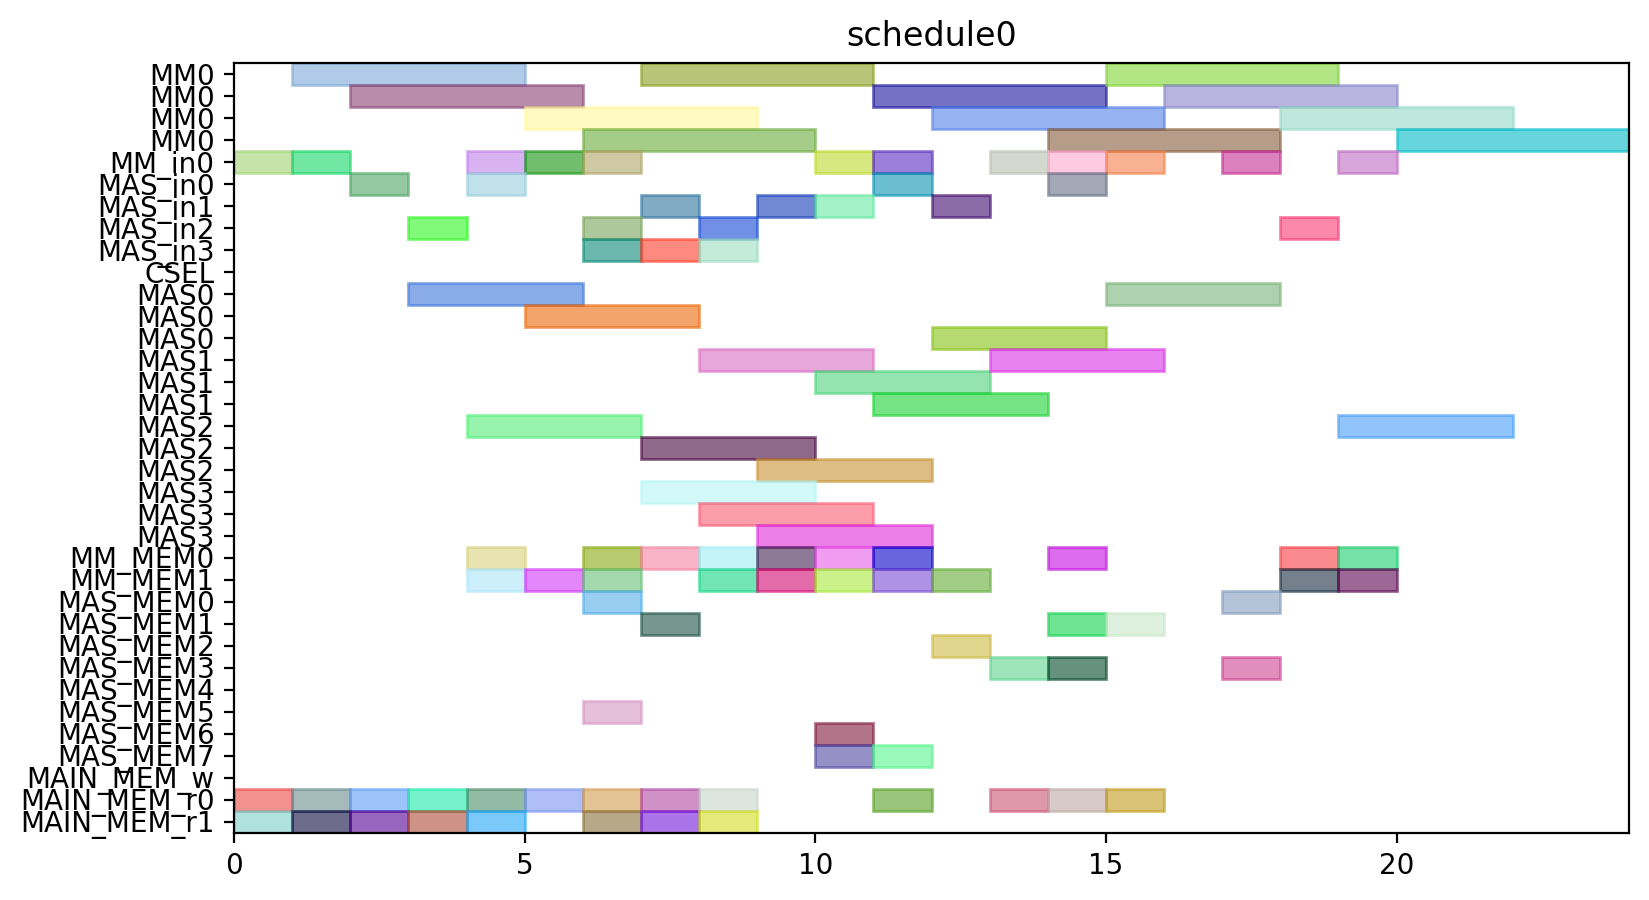 schedule0
MM0
MM0
MM0
MM0
MM_in0
MAS_in0
MAS_in1
MAS_in2
MAS_in3
CSEL
MAS0
MAS0
MAS0
MAS1
MAS1
MAS1
MAS2
MAS2
MAS2
MAS3
MAS3
MAS3
MM_MEM0
MM_MEM1
MAS_MEM0
MAS_MEM1
MAS_MEM2
MAS_MEM3
MAS_MEM4
MAS_MEM5
MAS_MEM6
MAS_MEM7
MAIN_MEM_w
MAIN_MEM_r0
MAIN_MEM_r1
0 5 10 15 20